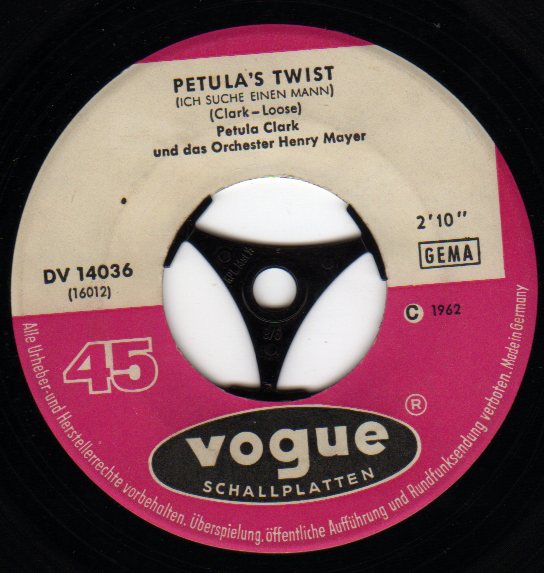 PETULA'S TWIST
(ICH SUCHE EINEN MANN)
(Clark – Loose)
Petula Clark
und das Orchester Henry Mayer
2'10"
GEMA
DV 14036
(16012)
C 1962
45
vogue ®
SCHALLPLATTEN
Alle Urheber- und Herstellerrechte vorbehalten. Überspielung, öffentliche Aufführung und Rundfunksendung verboten. Made in Germany